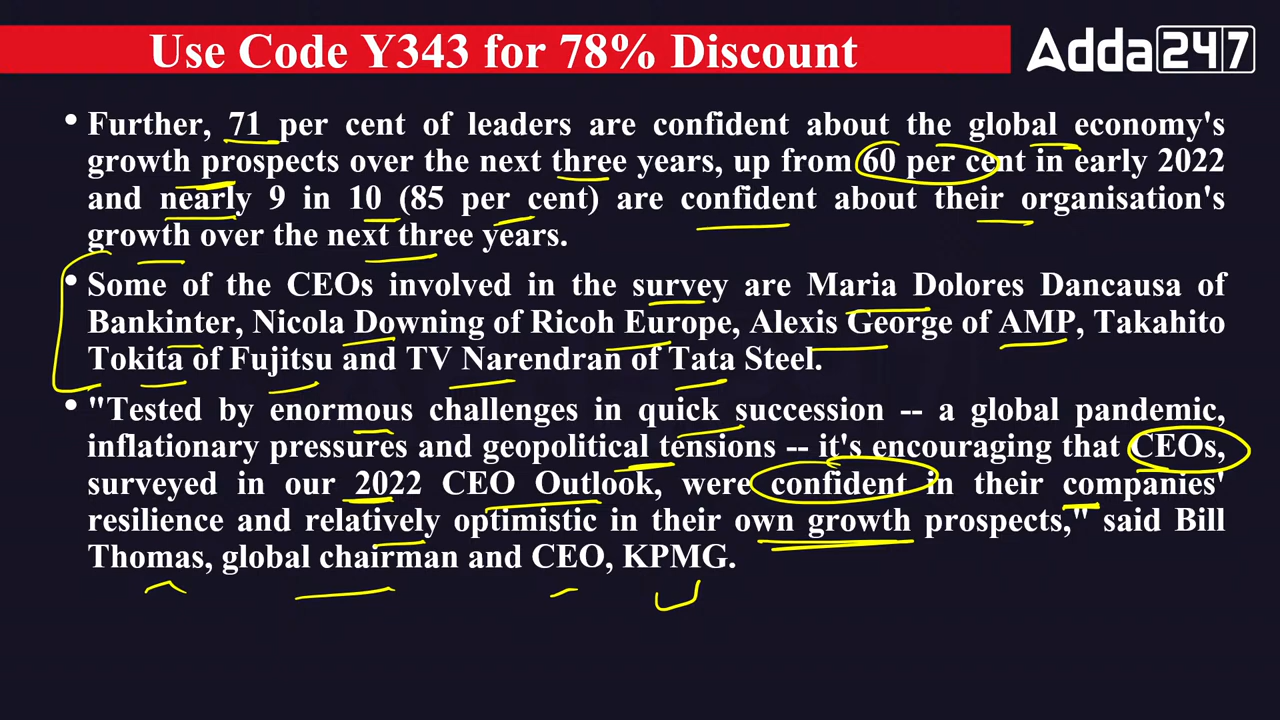 Use Code Y343 for 78% Discount
Adda247
• Further, 71 per cent of leaders are confident about the global economy's
growth prospects over the next three years, up from 60 per cent in early 2022
and nearly 9 in 10 (85 per cent) are confident about their organisation's
growth over the next three years.
• Some of the CEOs involved in the survey are Maria Dolores Dancausa of
Bankinter, Nicola Downing of Ricoh Europe, Alexis George of AMP, Takahito
Tokita of Fujitsu and TV Narendran of Tata Steel.
• "Tested by enormous challenges in quick succession -- a global pandemic,
inflationary pressures and geopolitical tensions -- it's encouraging that CEOs,
surveyed in our 2022 CEO Outlook, were confident in their companies'
resilience and relatively optimistic in their own growth prospects," said Bill
Thomas, global chairman and CEO, KPMG.